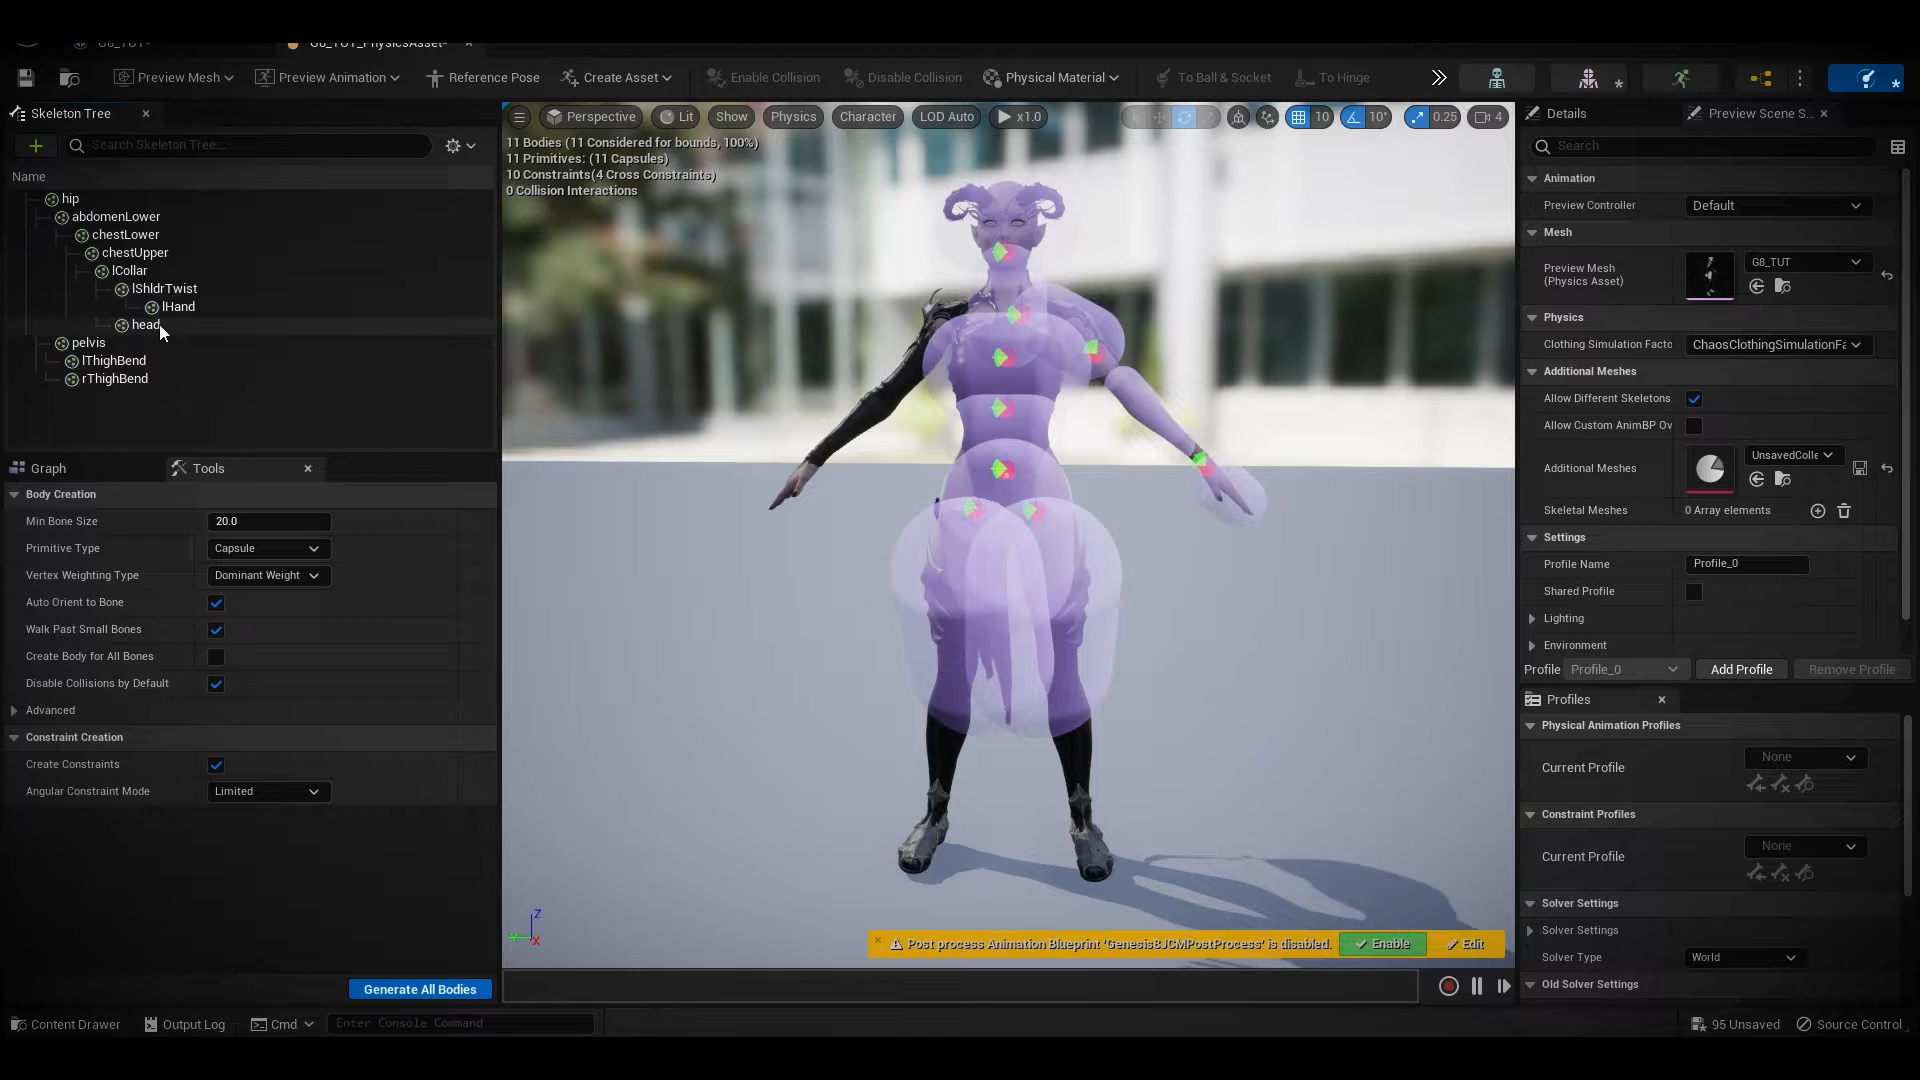 G8_TUT*
G8_TUT_PhysicsAsset*
Preview Mesh
Preview Animation
Reference Pose
Create Asset
Enable Collision
Disable Collision
Physical Material
To Ball & Socket
To Hinge
Skeleton Tree
Search Skeleton Tree...
Name
hip
abdomenLower
chestLower
chestUpper
lCollar
lShldrTwist
lHand
head
pelvis
lThighBend
rThighBend
Graph
Tools
Body Creation
Min Bone Size 20.0
Primitive Type Capsule
Vertex Weighting Type Dominant Weight
Auto Orient to Bone
Walk Past Small Bones
Create Body for All Bones
Disable Collisions by Default
Advanced
Constraint Creation
Create Constraints
Angular Constraint Mode Limited
Generate All Bodies
Perspective
Lit
Show
Physics
Character
LOD Auto
x1.0
10
10°
0.25
4
11 Bodies (11 Considered for bounds, 100%)
11 Primitives: (11 Capsules)
10 Constraints(4 Cross Constraints)
0 Collision Interactions
Z
Y
X
Post process Animation Blueprint 'Genesis8JCMPostProcess' is disabled.
Enable
Edit
Details
Preview Scene S...
Search
Animation
Preview Controller Default
Mesh
Preview Mesh
(Physics Asset)
G8_TUT
Physics
Clothing Simulation Facto ChaosClothingSimulationFa
Additional Meshes
Allow Different Skeletons
Allow Custom AnimBP Ov
Additional Meshes UnsavedColle
Skeletal Meshes 0 Array elements
Settings
Profile Name Profile_0
Shared Profile
Lighting
Environment
Profile Profile_0 Add Profile Remove Profile
Profiles
Physical Animation Profiles
Current Profile None
Constraint Profiles
Current Profile None
Solver Settings
Solver Settings
Solver Type World
Old Solver Settings
Content Drawer
Output Log
Cmd
Enter Console Command
95 Unsaved
Source Control